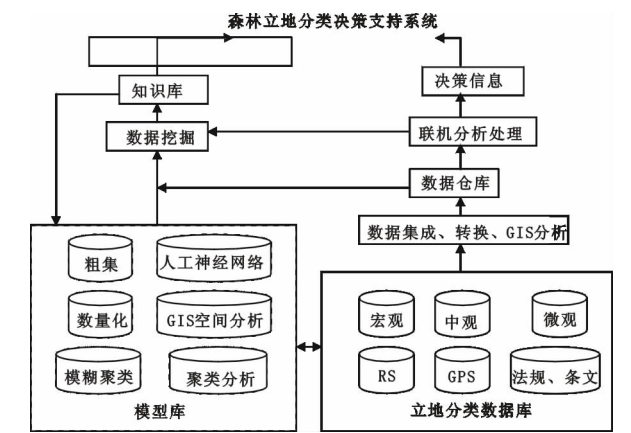 森林立地分类决策支持系统
知识库
决策信息
数据挖掘
联机分析处理
数据仓库
数据集成、转换、GIS分析
粗集
人工神经网络
数量化
GIS空间分析
模糊聚类
聚类分析
模型库
宏观
中观
微观
RS
GPS
法规、条文
立地分类数据库